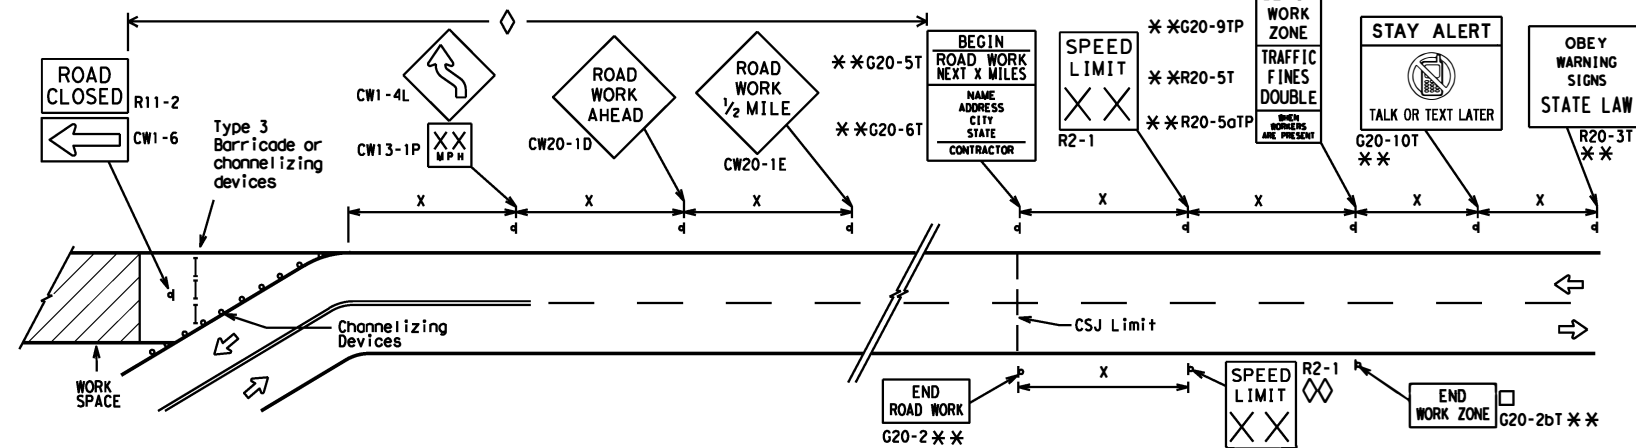 ROAD
CLOSED
R11-2
CW1-6
Type 3
Barricade or
channelizing
devices
CW1-4L
XX
MPH
CW13-1P
ROAD
WORK
AHEAD
CW20-1D
ROAD
WORK
1/2 MILE
CW20-1E
**G20-5T
**G20-6T
BEGIN
ROAD WORK
NEXT X MILES
NAME
ADDRESS
CITY
STATE
CONTRACTOR
SPEED
LIMIT
XX
R2-1
**G20-9TP
**R20-5T
**R20-5aTP
WORK
ZONE
TRAFFIC
FINES
DOUBLE
WHEN
WORKERS
ARE PRESENT
STAY ALERT
TALK OR TEXT LATER
G20-10T
**
OBEY
WARNING
SIGNS
STATE LAW
R20-3T
**
X
X
X
X
X
X
X
Channelizing
Devices
CSJ Limit
WORK
SPACE
END
ROAD WORK
G20-2 **
X
SPEED
LIMIT
XX
R2-1
END
WORK ZONE
G20-2bT **